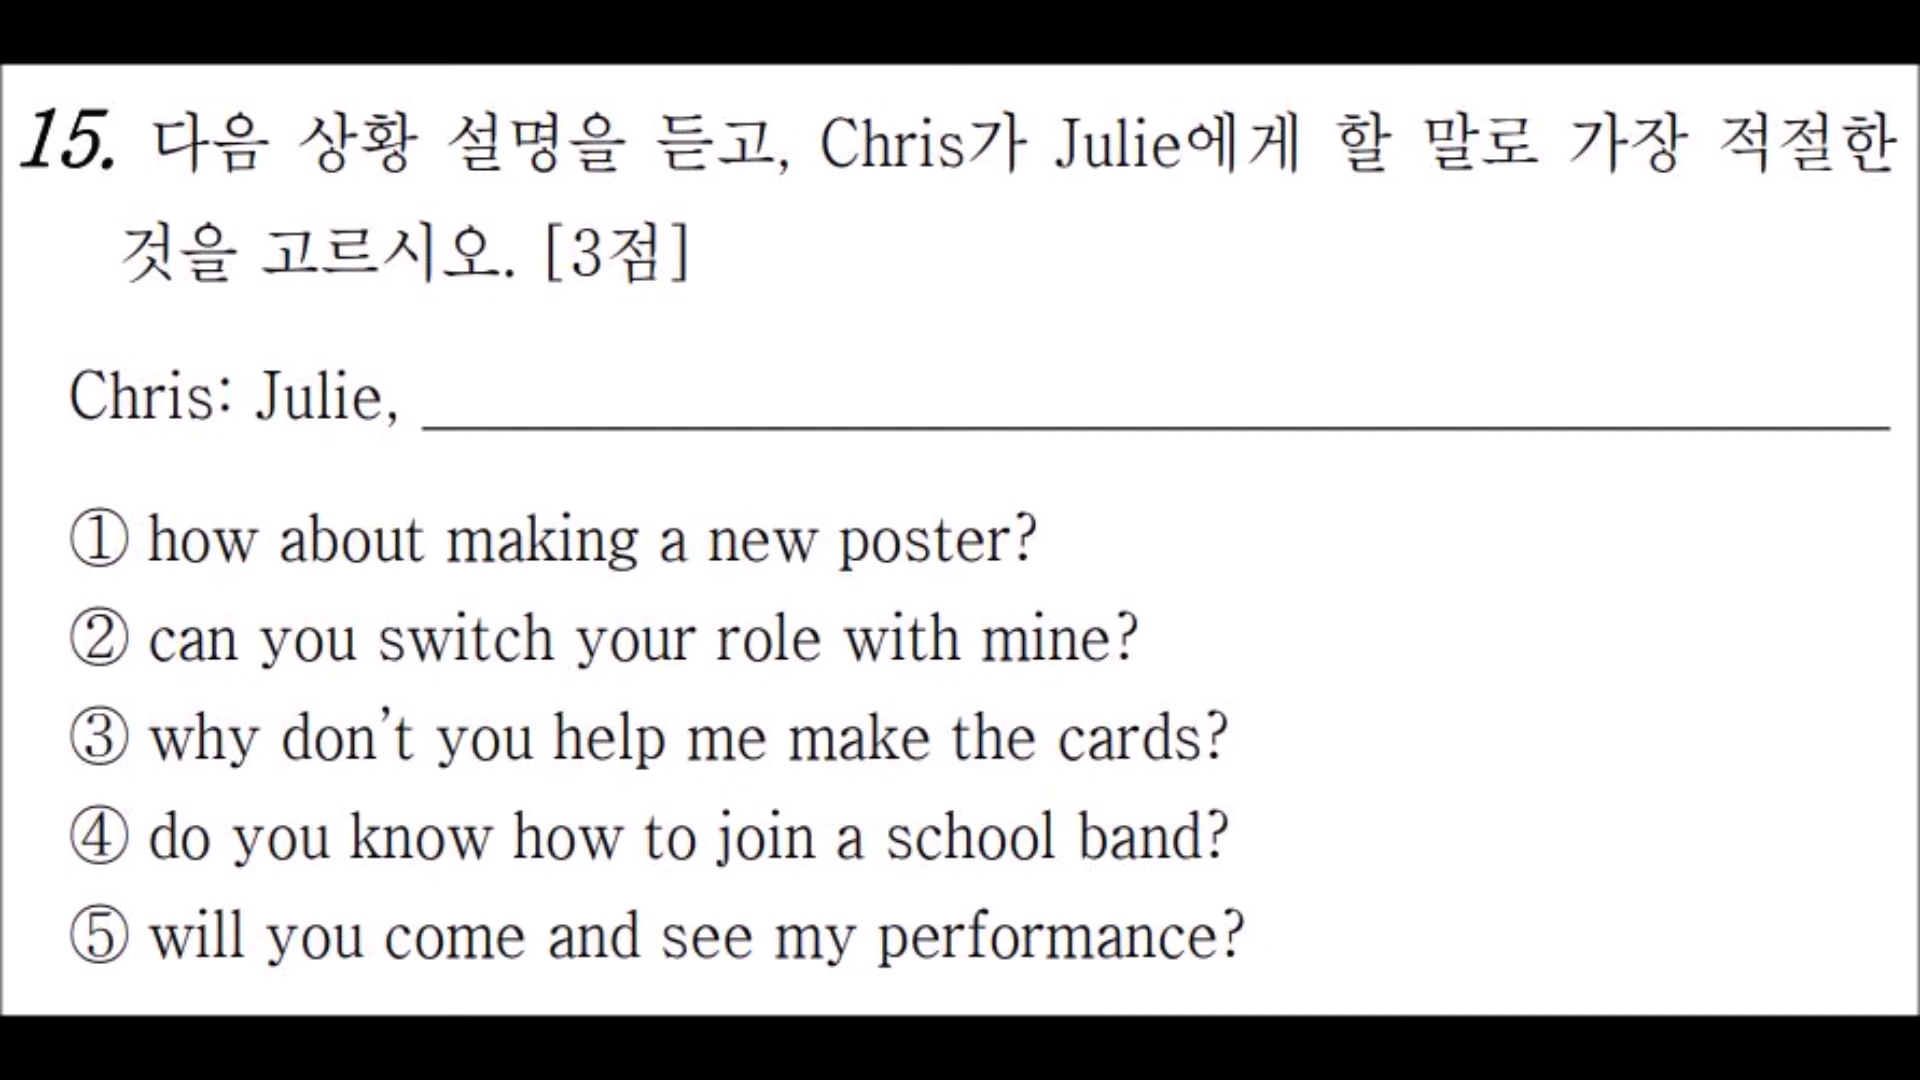 15. 다음 상황 설명을 듣고, Chris가 Julie에게 할 말로 가장 적절한
것을 고르시오. [3점]
Chris: Julie, ____________________
① how about making a new poster?
② can you switch your role with mine?
③ why don't you help me make the cards?
④ do you know how to join a school band?
⑤ will you come and see my performance?